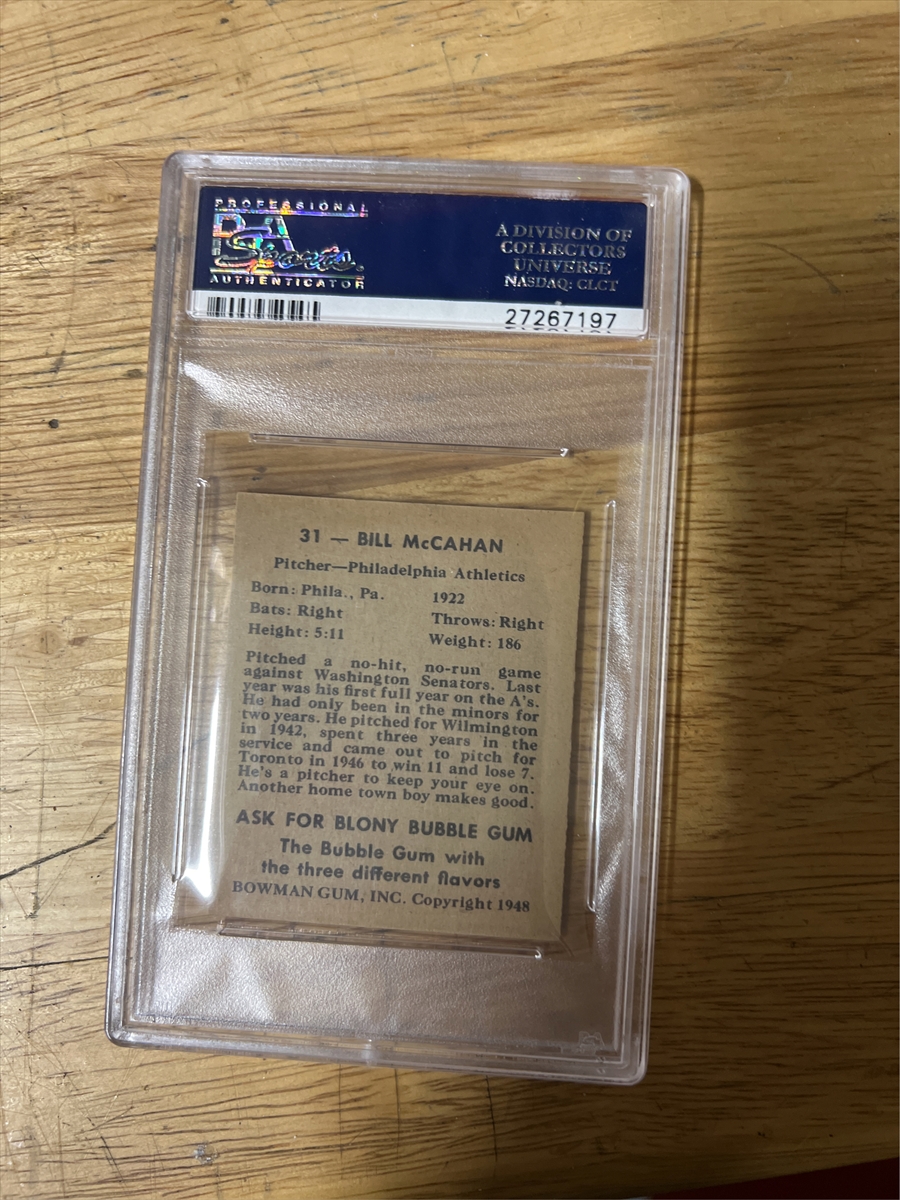 PROFESSIONAL
PSA
Sports
AUTHENTICATOR
A DIVISION OF
COLLECTORS
UNIVERSE
NASDAQ: CLCT
27267197
31 — BILL McCAHAN
Pitcher—Philadelphia Athletics
Born: Phila., Pa. 1922
Bats: Right Throws: Right
Height: 5:11 Weight: 186
Pitched a no-hit, no-run game
against Washington Senators. Last
year was his first full year on the A's.
He had only been in the minors for
two years. He pitched for Wilmington
in 1942, spent three years in the
service and came out to pitch for
Toronto in 1946 to win 11 and lose 7.
He's a pitcher to keep your eye on.
Another home town boy makes good.
ASK FOR BLONY BUBBLE GUM
The Bubble Gum with
the three different flavors
BOWMAN GUM, INC. Copyright 1948